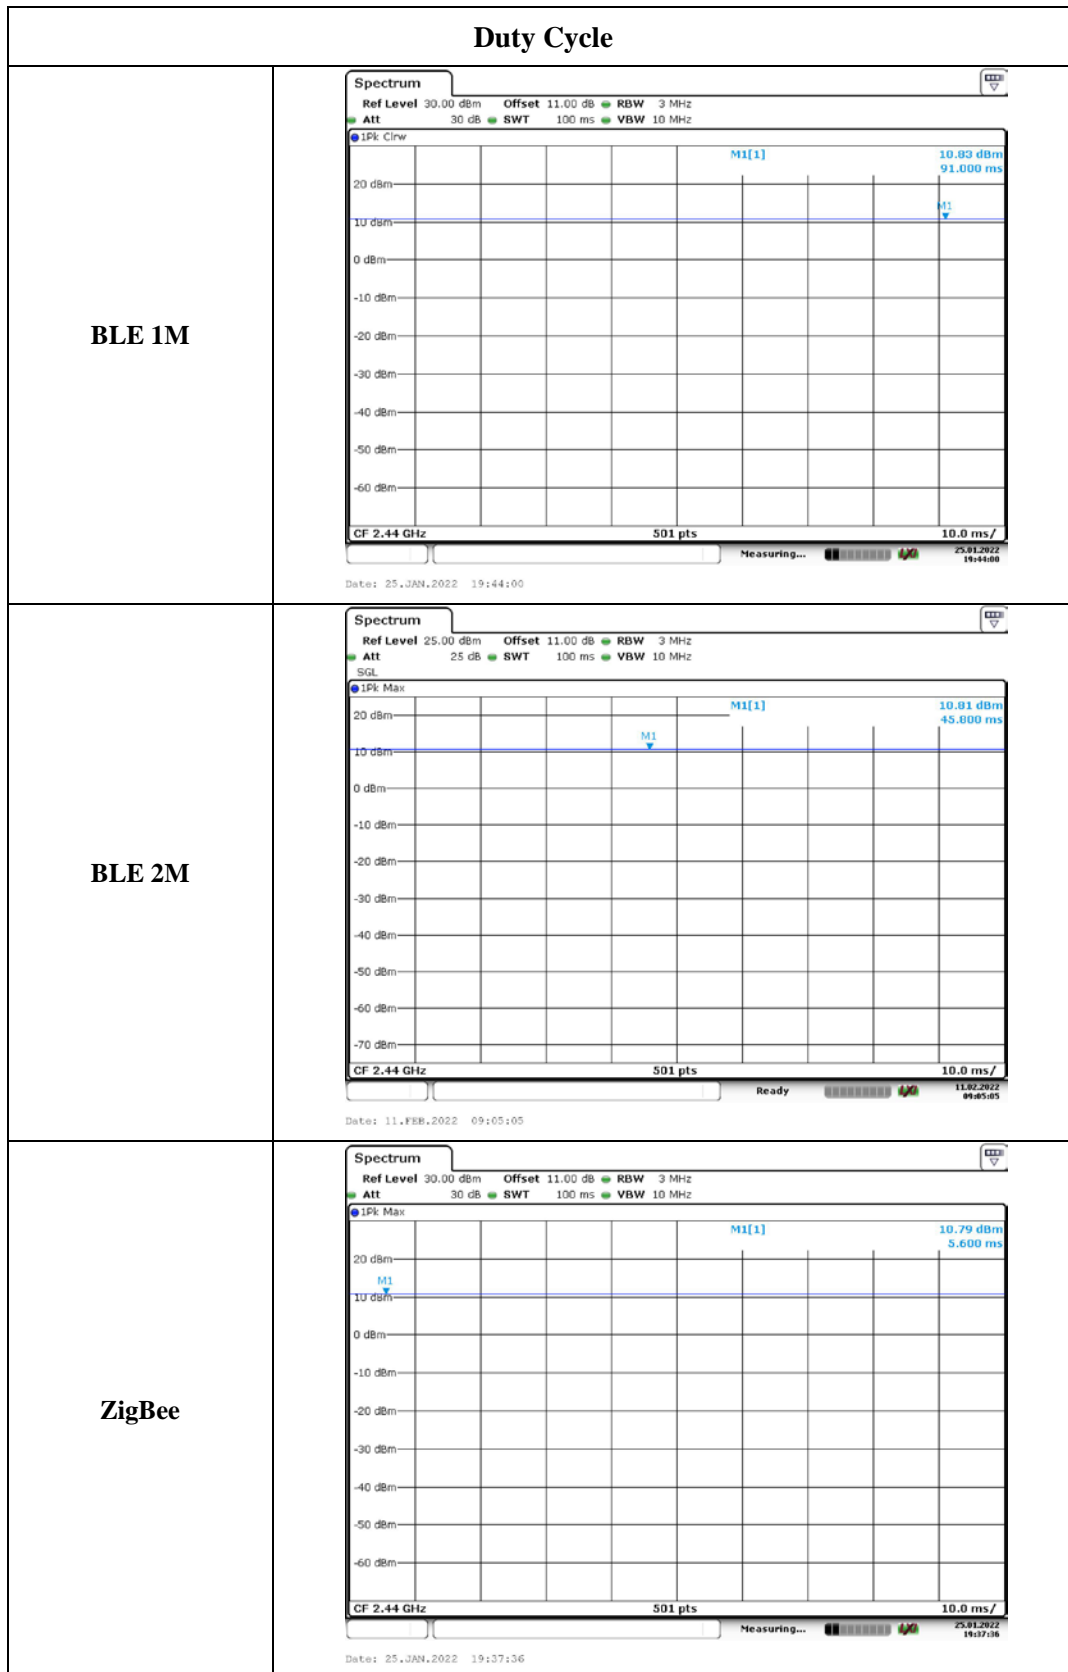 Duty Cycle
BLE 1M
Spectrum
Ref Level 30.00 dBm Offset 11.00 dB RBW 3 MHz
Att 30 dB SWT 100 ms VBW 10 MHz
1Pk Clrw
M1[1] 10.83 dBm
91.000 ms
20 dBm
M1
10 dBm
0 dBm
-10 dBm
-20 dBm
-30 dBm
-40 dBm
-50 dBm
-60 dBm
CF 2.44 GHz 501 pts 10.0 ms/
Measuring... 25.01.2022
19:44:00
Date: 25.JAN.2022 19:44:00
BLE 2M
Spectrum
Ref Level 25.00 dBm Offset 11.00 dB RBW 3 MHz
Att 25 dB SWT 100 ms VBW 10 MHz
SGL
1Pk Max
M1[1] 10.81 dBm
45.800 ms
20 dBm
M1
10 dBm
0 dBm
-10 dBm
-20 dBm
-30 dBm
-40 dBm
-50 dBm
-60 dBm
-70 dBm
CF 2.44 GHz 501 pts 10.0 ms/
Ready 11.02.2022
09:05:05
Date: 11.FEB.2022 09:05:05
ZigBee
Spectrum
Ref Level 30.00 dBm Offset 11.00 dB RBW 3 MHz
Att 30 dB SWT 100 ms VBW 10 MHz
1Pk Max
M1[1] 10.79 dBm
5.600 ms
20 dBm
M1
10 dBm
0 dBm
-10 dBm
-20 dBm
-30 dBm
-40 dBm
-50 dBm
-60 dBm
CF 2.44 GHz 501 pts 10.0 ms/
Measuring... 25.01.2022
19:37:36
Date: 25.JAN.2022 19:37:36